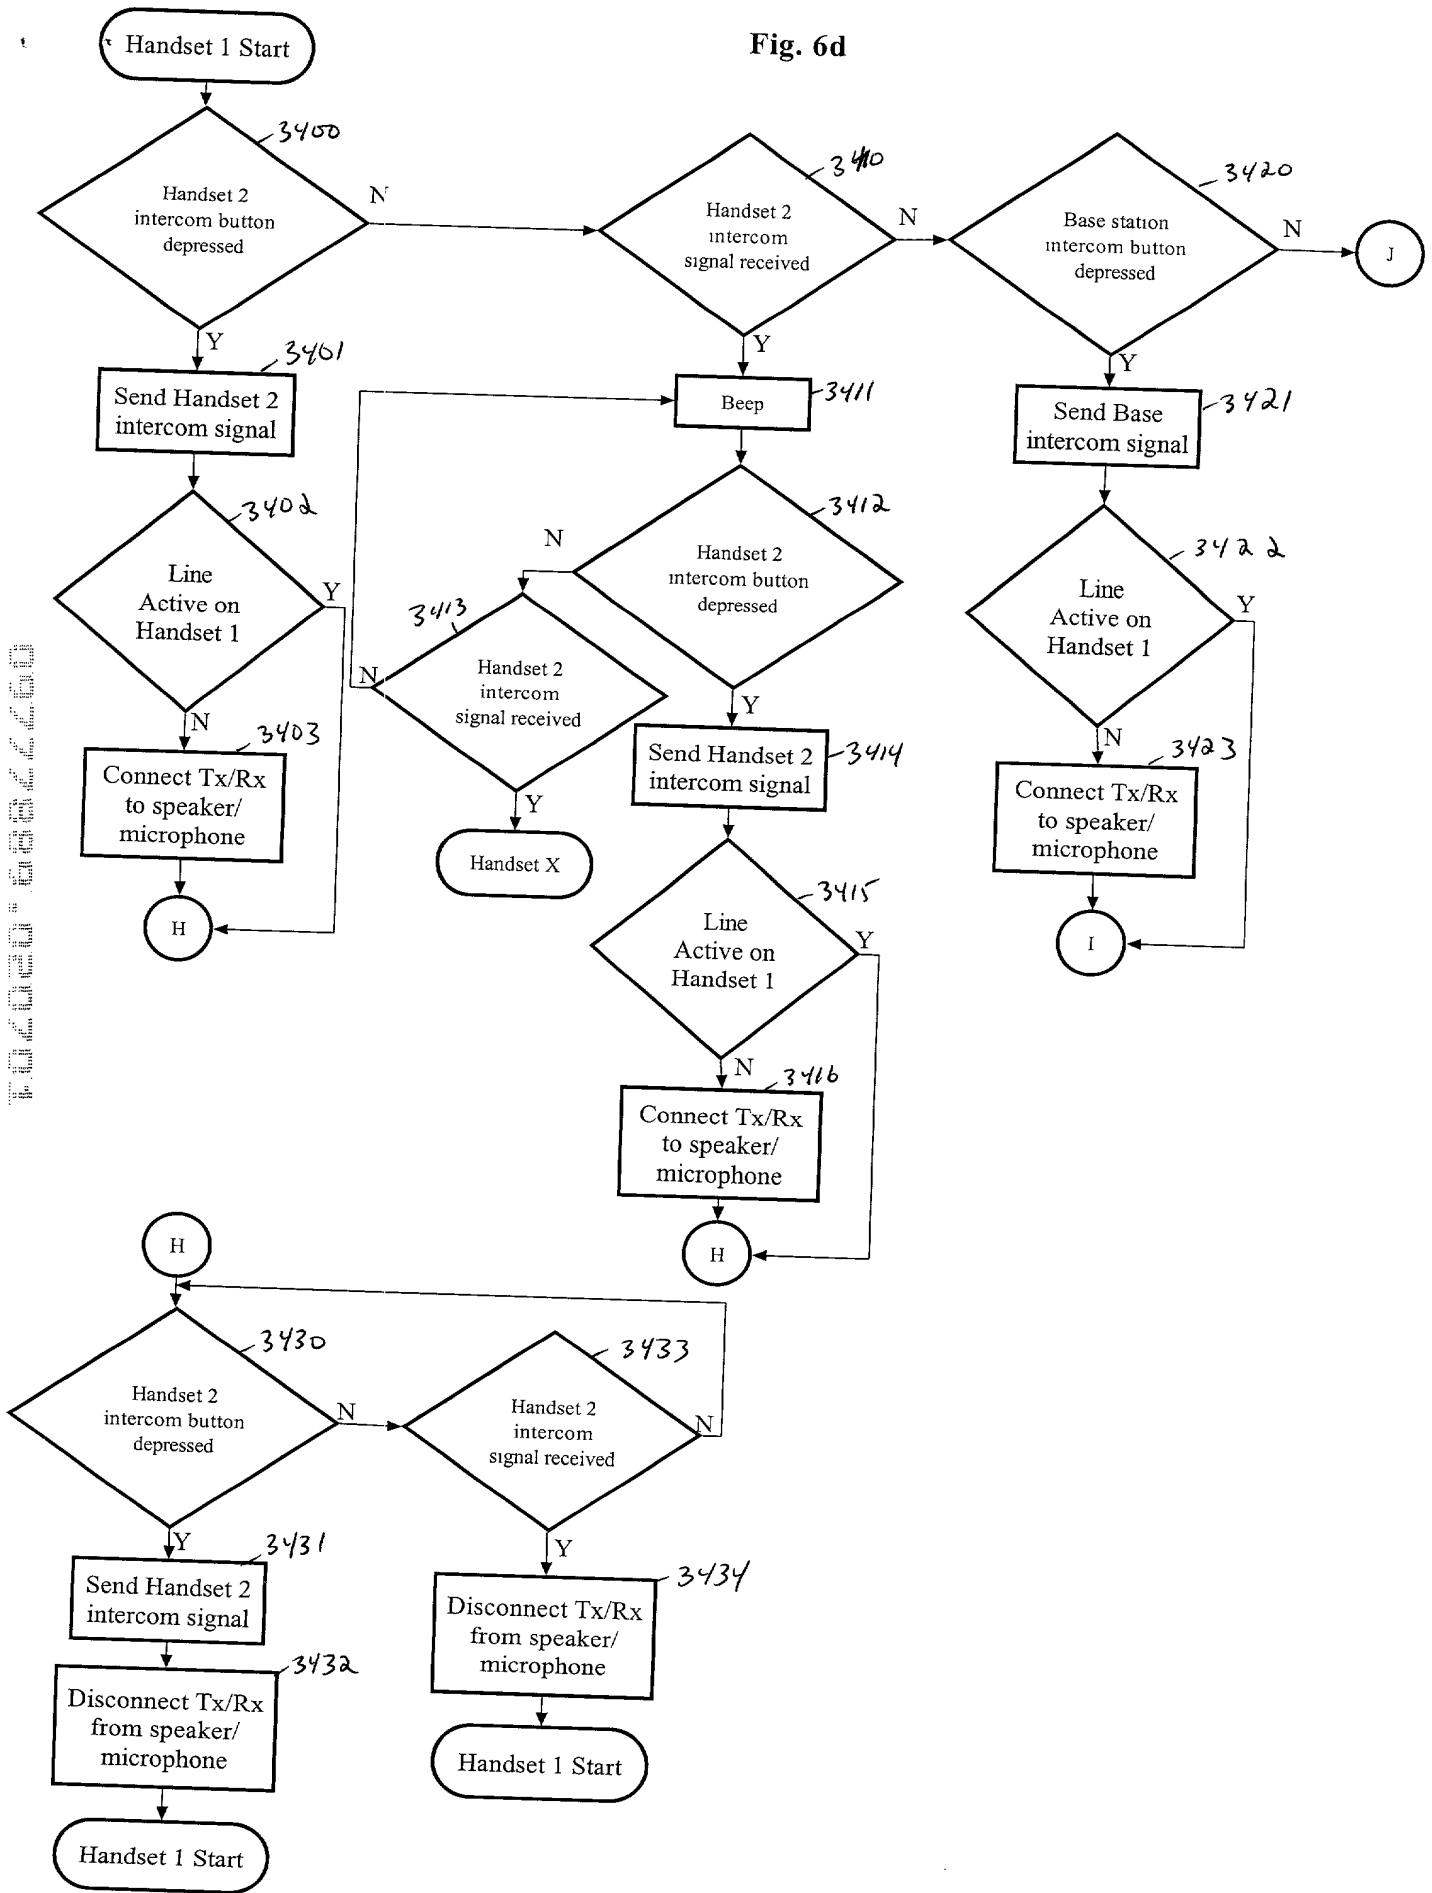 Handset 1 Start
Fig. 6d
3400
Handset 2
intercom button
depressed
N
Y
3410
Handset 2
intercom
signal received
N
Y
3420
Base station
intercom button
depressed
N
Y
J
3401
Send Handset 2
intercom signal
3411
Beep
3421
Send Base
intercom signal
3402
Line
Active on
Handset 1
Y
N
3412
Handset 2
intercom button
depressed
N
Y
3422
Line
Active on
Handset 1
Y
N
3413
Handset 2
intercom
signal received
N
Y
Handset X
3403
Connect Tx/Rx
to speaker/
microphone
H
3414
Send Handset 2
intercom signal
3423
Connect Tx/Rx
to speaker/
microphone
I
3415
Line
Active on
Handset 1
Y
N
3416
Connect Tx/Rx
to speaker/
microphone
H
H
3430
Handset 2
intercom button
depressed
N
Y
3433
Handset 2
intercom
signal received
N
Y
3431
Send Handset 2
intercom signal
3432
Disconnect Tx/Rx
from speaker/
microphone
Handset 1 Start
3434
Disconnect Tx/Rx
from speaker/
microphone
Handset 1 Start